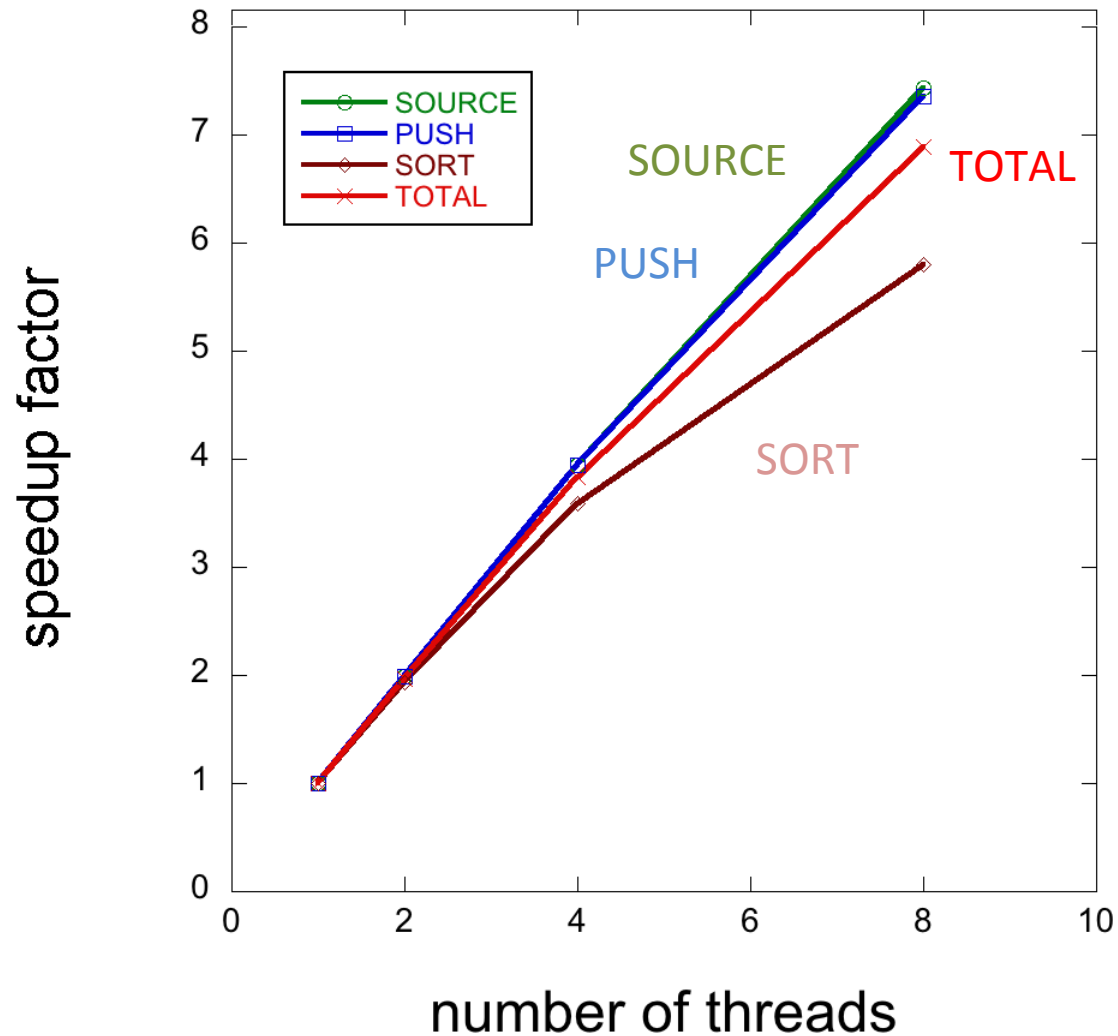 8
7
6
5
4
3
2
1
0
speedup factor
SOURCE
PUSH
SORT
TOTAL
SOURCE
TOTAL
PUSH
SORT
0 2 4 6 8 10
number of threads